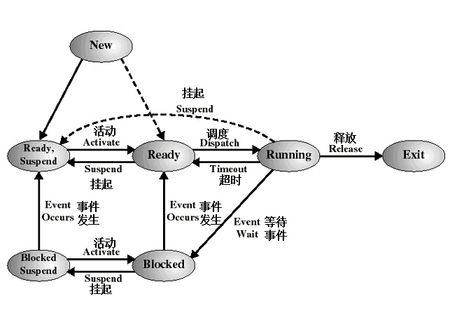 New
挂起
Suspend
活动
Activate
调度
Dispatch
释放
Release
Ready,
Suspend
Ready
Running
Exit
Suspend
挂起
Timeout
超时
Event 事件
Occurs 发生
Event 事件
Occurs 发生
Event 等待
Wait 事件
活动
Activate
Blocked
Suspend
Blocked
Suspend
挂起